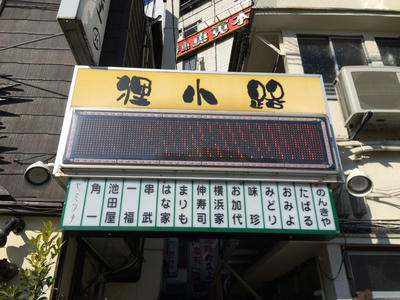 狸小路
のんきや
たばる
おみよ
みどり
味珍
お加代
横浜家
伸寿司
まりも
はな家
串武
一福
池田屋
角一